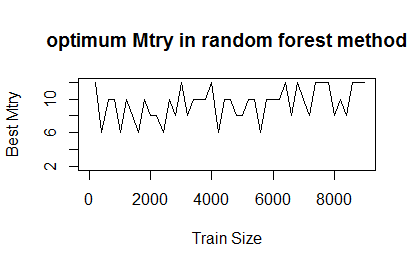 optimum Mtry in random forest method
Best Mtry
10
6
2
0 2000 4000 6000 8000
Train Size